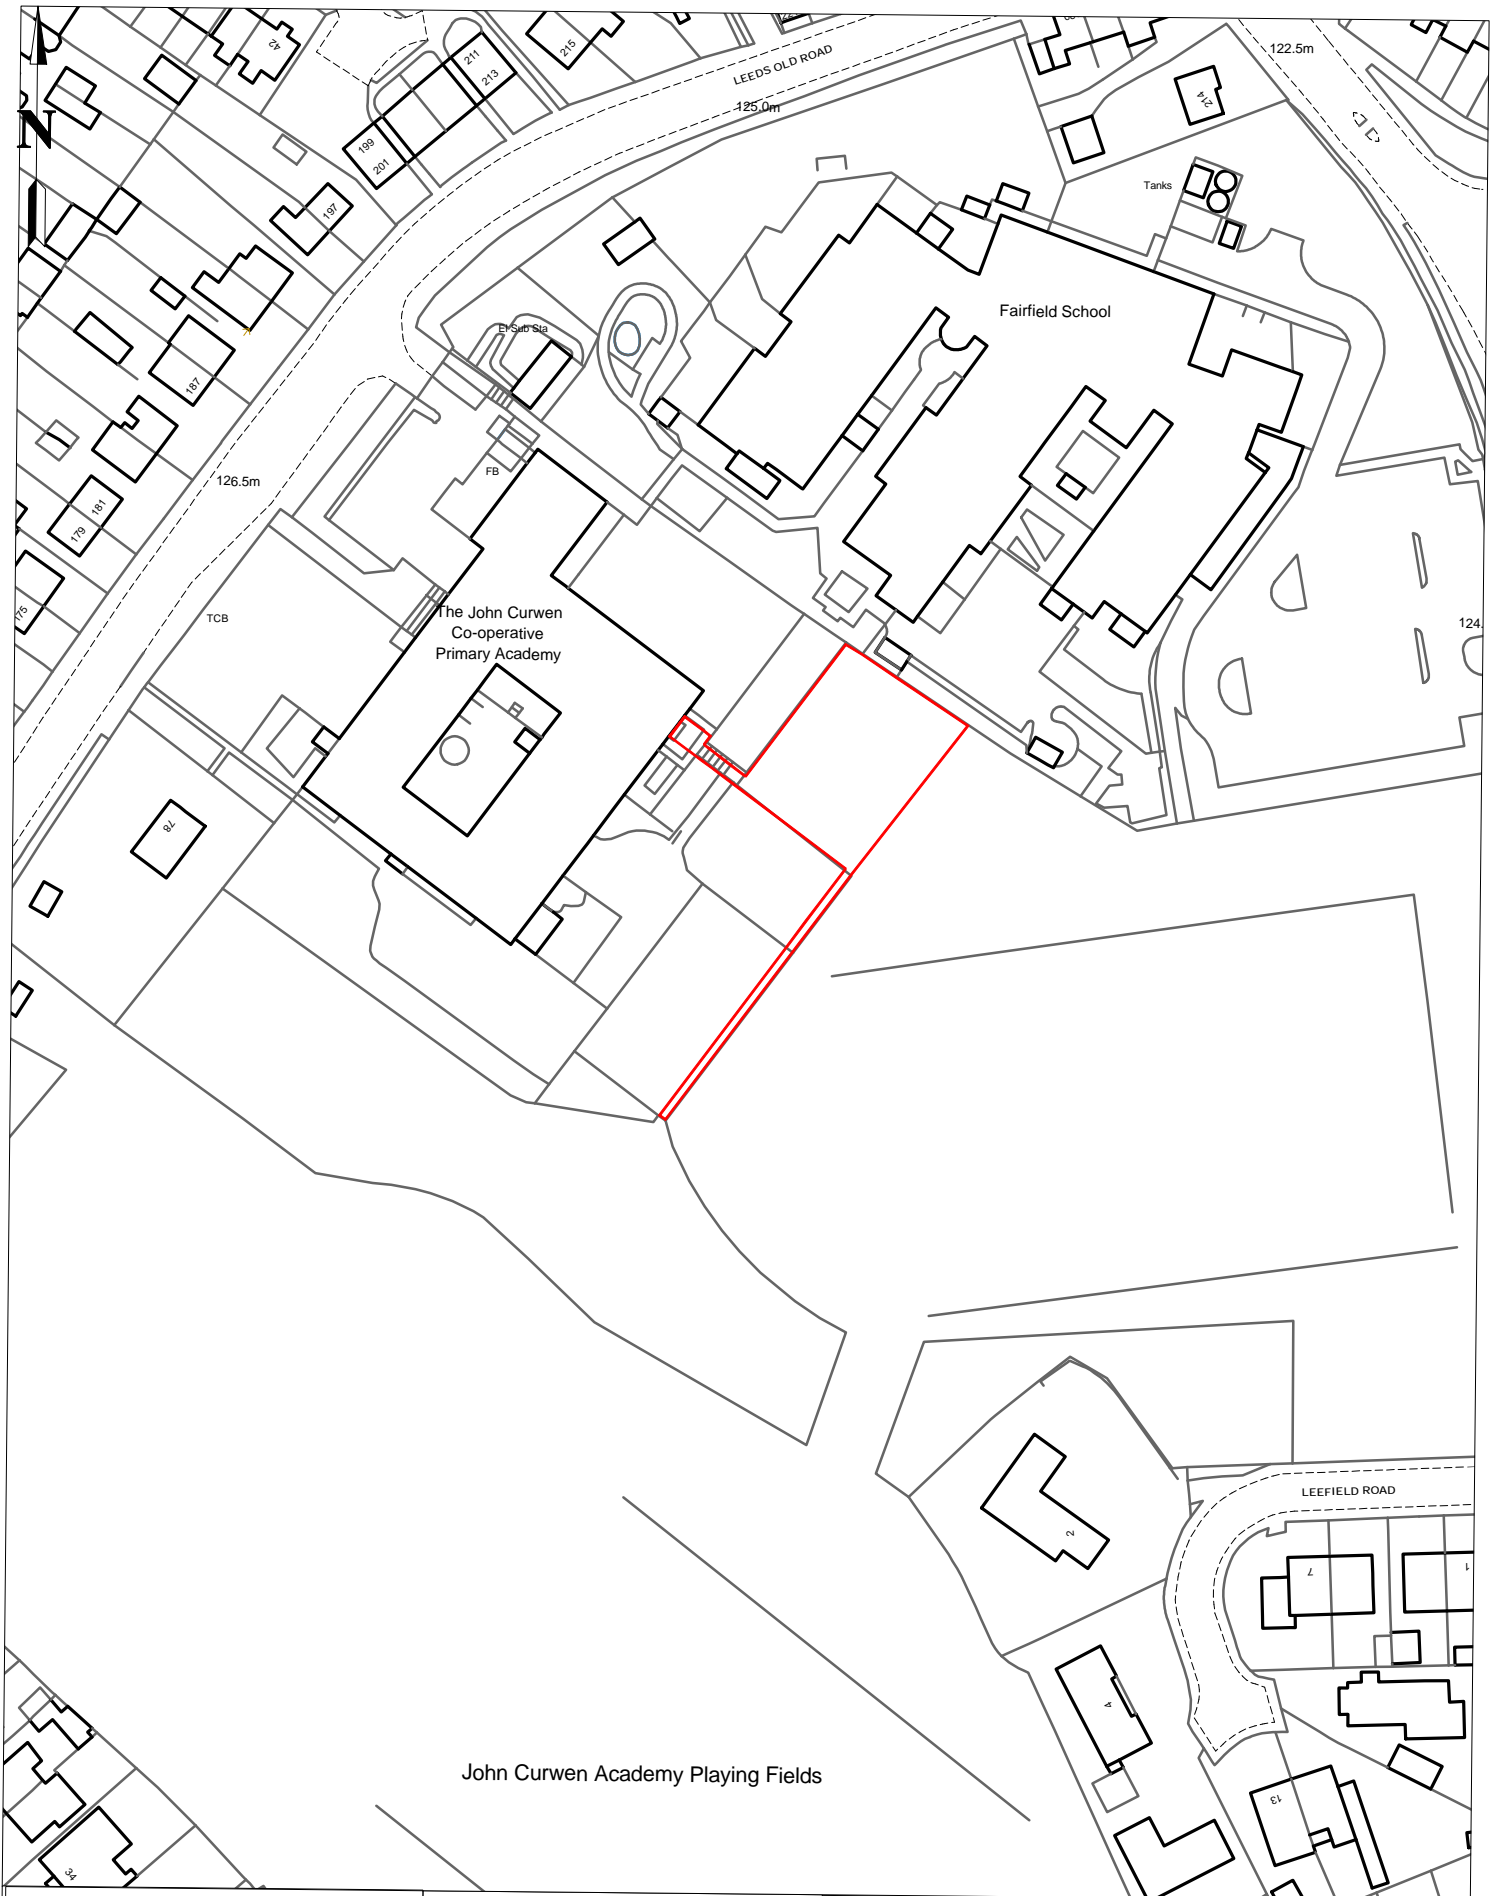 42
211
213
215
LEEDS OLD ROAD
125.0m
122.5m
214
N
199
201
197
Tanks
Fairfield School
El Sub Sta
187
126.5m
FB
181
179
175
TCB
The John Curwen
Co-operative
Primary Academy
124.
78
LEEFIELD ROAD
2
7
1
4
John Curwen Academy Playing Fields
13
34